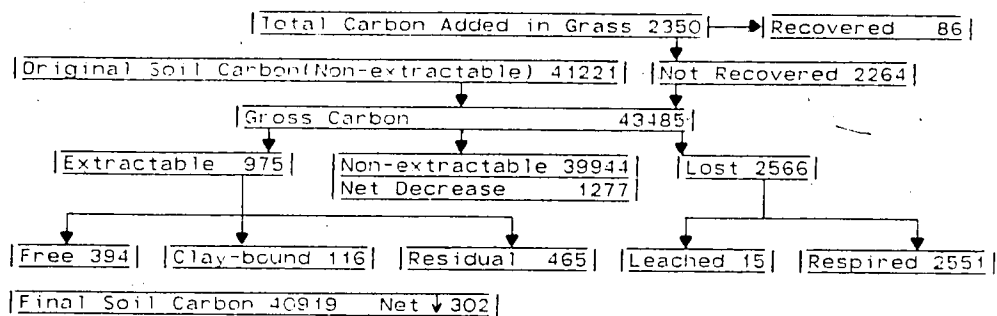 Total Carbon Added in Grass 2350 Recovered 86
Original Soil Carbon(Non-extractable) 41221 Not Recovered 2264
Gross Carbon 43485
Extractable 975 Non-extractable 39944 Lost 2566
Net Decrease 1277
Free 394 Clay-bound 116 Residual 465 Leached 15 Respired 2551
Final Soil Carbon 40919 Net ↓ 302